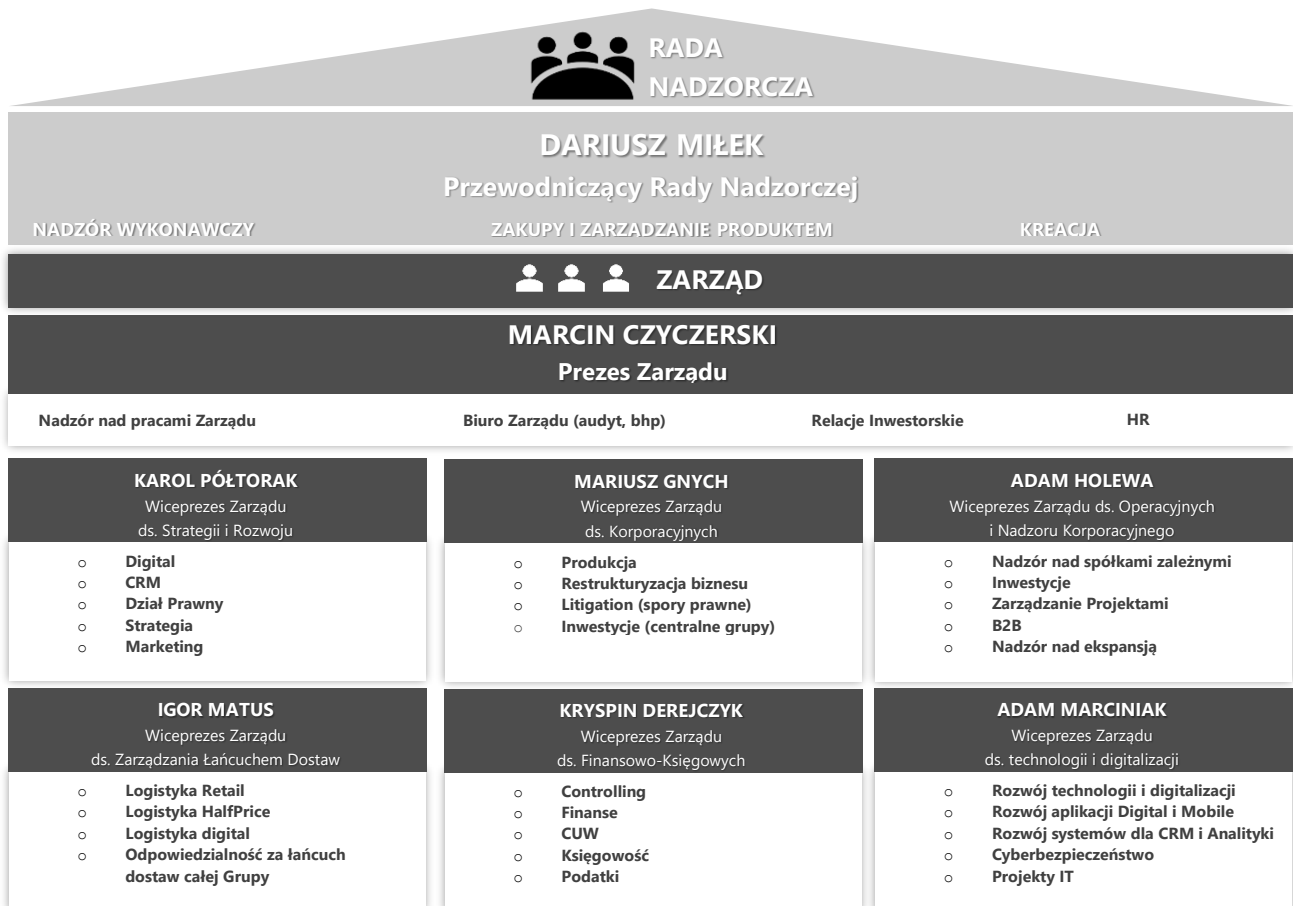 RADA
NADZORCZA
DARIUSZ MIŁEK
Przewodniczący Rady Nadzorczej
NADZÓR WYKONAWCZY
ZAKUPY I ZARZADZANIE PRODUKTEM
KREACJA
ZARZĄD
MARCIN CZYCZERSKI
Prezes Zarządu
Nadzór nad pracami Zarządu
Biuro Zarządu (audyt, bhp)
Relacje Inwestorskie
HR
KAROL PÓŁTORAK
Wiceprezes Zarządu
ds. Strategii i Rozwoju
o Digital
o CRM
o Dział Prawny
o Strategia
o Marketing
MARIUSZ GNYCH
Wiceprezes Zarządu
ds. Korporacyjnych
o Produkcja
o Restrukturyzacja biznesu
o Litigation (spory prawne)
o Inwestycje (centralne grupy)
ADAM HOLEWA
Wiceprezes Zarządu ds. Operacyjnych
i Nadzoru Korporacyjnego
o Nadzór nad spółkami zależnymi
o Inwestycje
o Zarządzanie Projektami
o B2B
o Nadzór nad ekspansją
IGOR MATUS
Wiceprezes Zarządu
ds. Zarządzania Łańcuchem Dostaw
o Logistyka Retail
o Logistyka HalfPrice
o Logistyka digital
o Odpowiedzialność za łańcuch
dostaw całej Grupy
KRYSPIN DEREJCZYK
Wiceprezes Zarządu
ds. Finansowo-Księgowych
o Controlling
o Finanse
o CUW
o Księgowość
o Podatki
ADAM MARCINIAK
Wiceprezes Zarządu
ds. technologii i digitalizacji
o Rozwój technologii i digitalizacji
o Rozwój aplikacji Digital i Mobile
o Rozwój systemów dla CRM i Analityki
o Cyberbezpieczeństwo
o Projekty IT